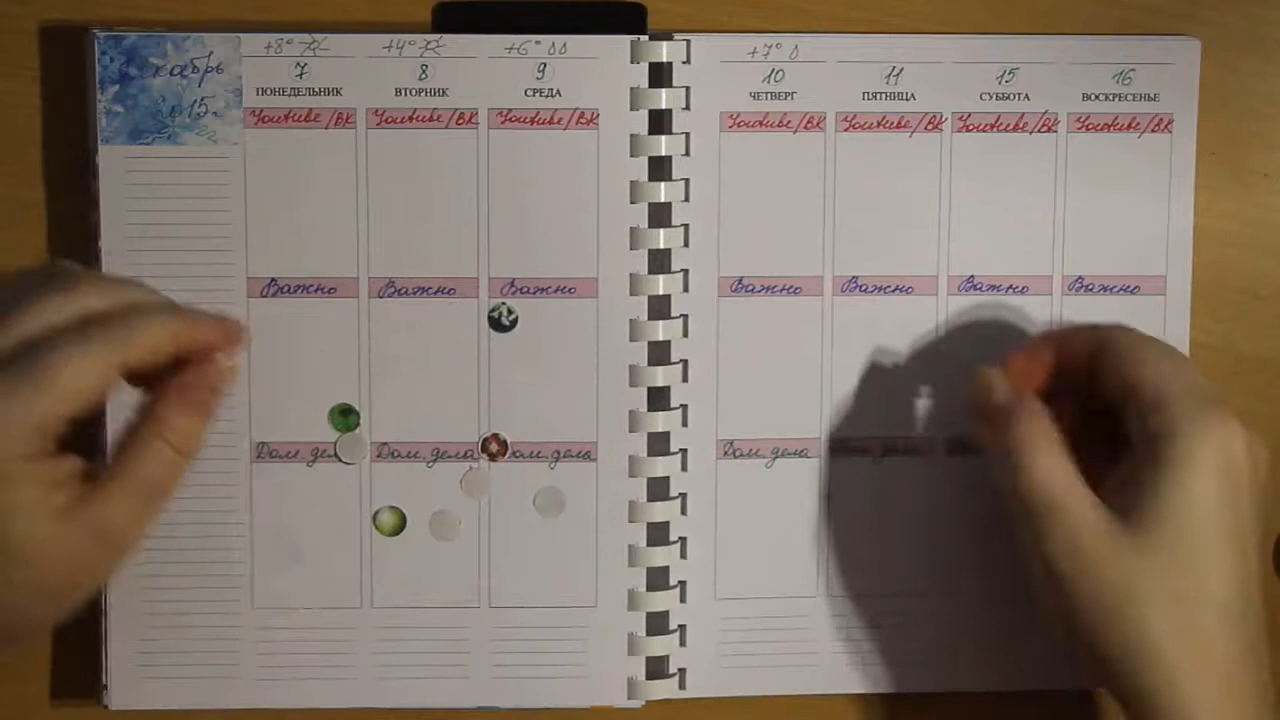 Декабрь
2015г.
+8° +4° +6° +7°
7 8 9 10 11 15 16
ПОНЕДЕЛЬНИК ВТОРНИК СРЕДА ЧЕТВЕРГ ПЯТНИЦА СУББОТА ВОСКРЕСЕНЬЕ
Youtube/ВК Youtube/ВК Youtube/ВК Youtube/ВК Youtube/ВК Youtube/ВК Youtube/ВК
Важно Важно Важно Важно Важно Важно Важно
Дом. дела Дом. дела Дом. дела Дом. дела